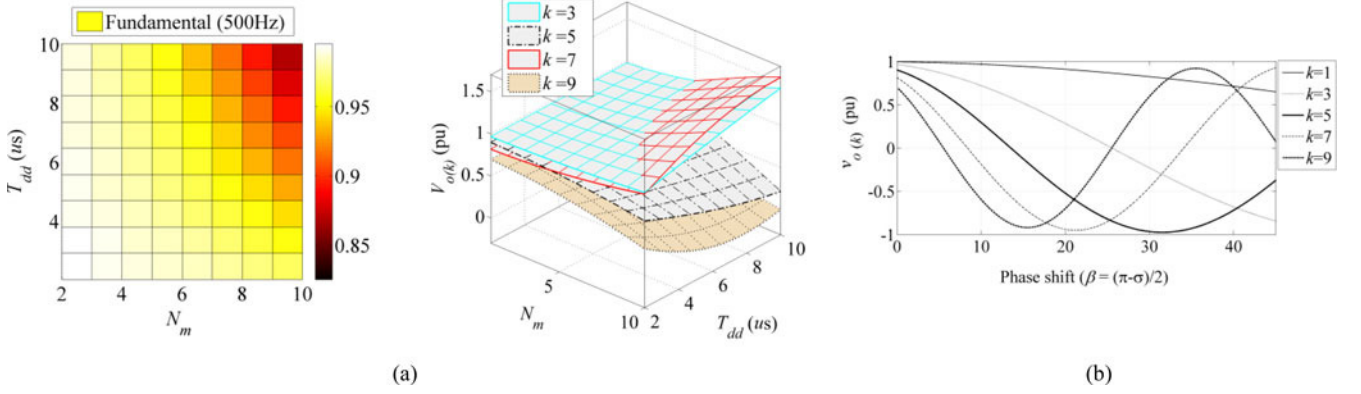 Fundamental (500Hz)
10
8
6
4
T_dd (us)
2 4 6 8 10
N_m
0.95
0.9
0.85
k =3
k =5
k =7
k =9
1.5
1
0.5
0
V_o(k) (pu)
5
10
N_m
2
4
6
8
10
T_dd (us)
(a)
1
0.5
0
-0.5
-1
v_o (k) (pu)
0 10 20 30 40
Phase shift (β = (π-σ)/2)
k=1
k=3
k=5
k=7
k=9
(b)